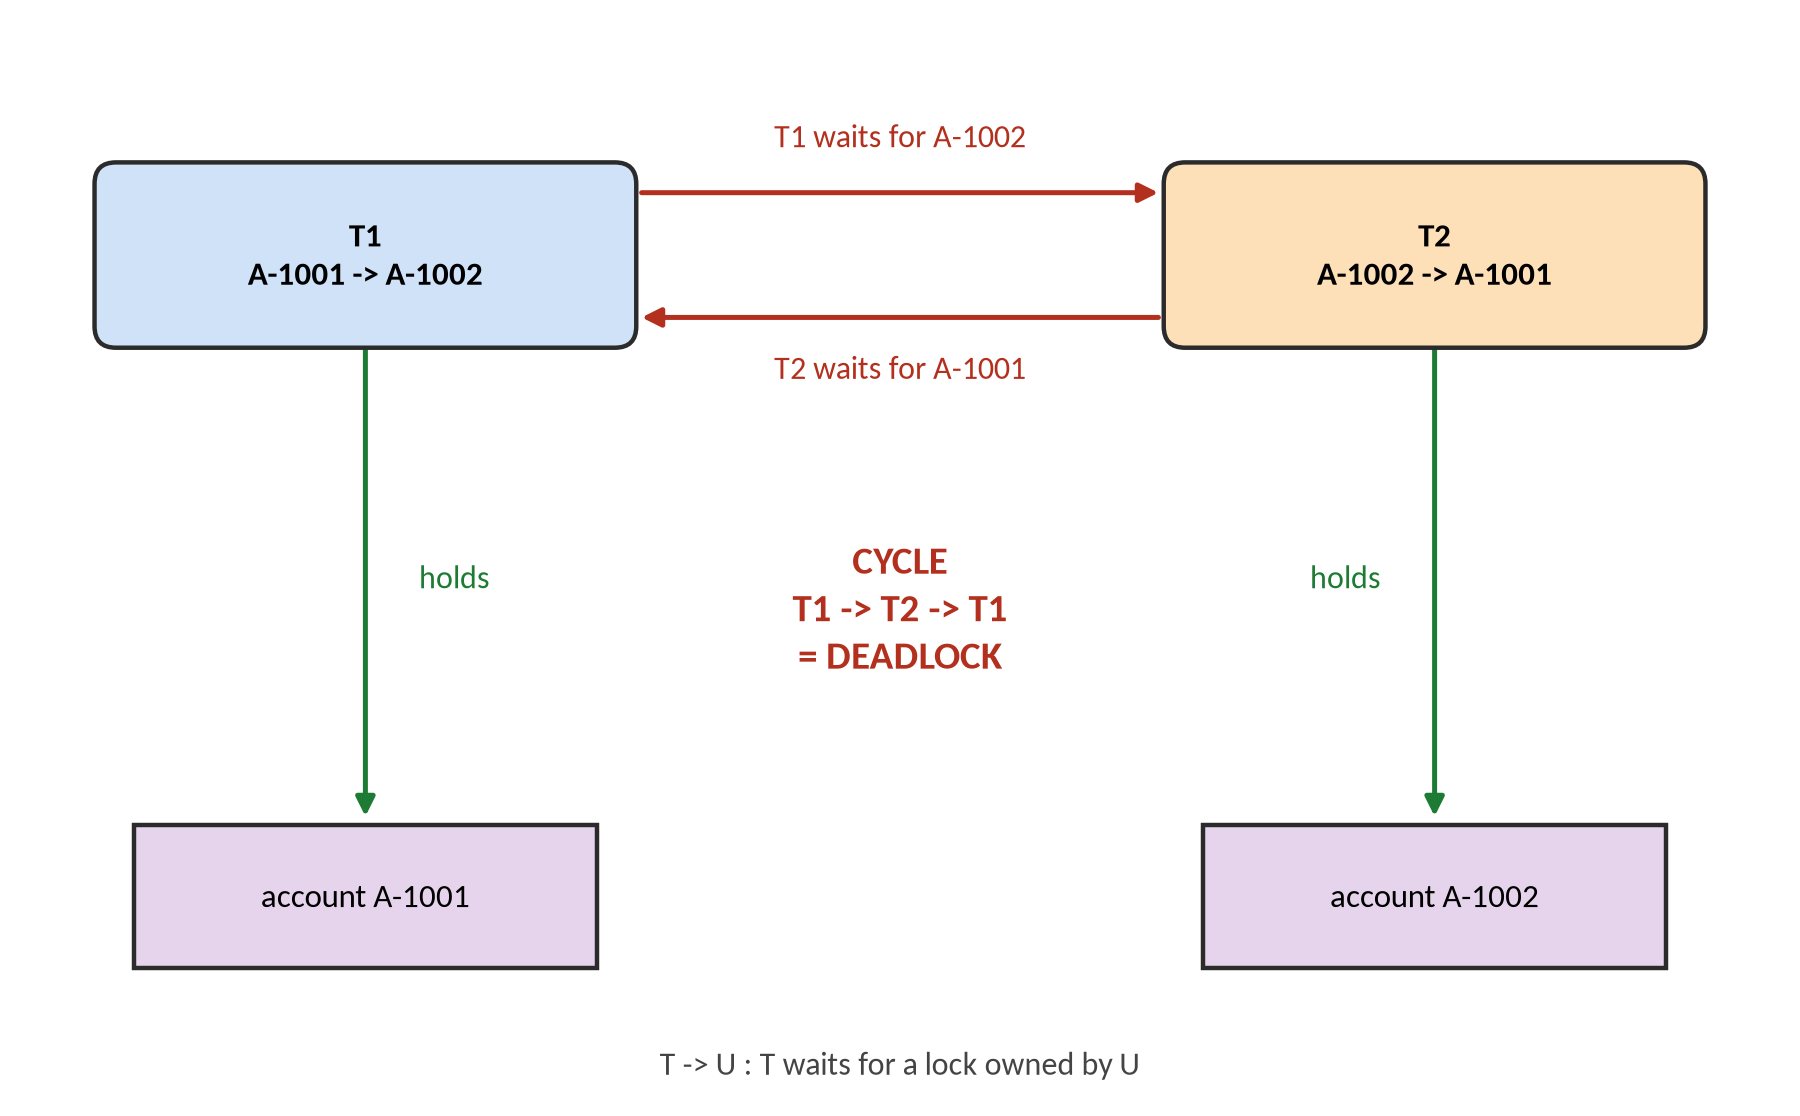 T1 waits for A-1002
T1
A-1001 -> A-1002
T2
A-1002 -> A-1001
T2 waits for A-1001
holds
CYCLE
T1 -> T2 -> T1
= DEADLOCK
holds
account A-1001
account A-1002
T -> U : T waits for a lock owned by U